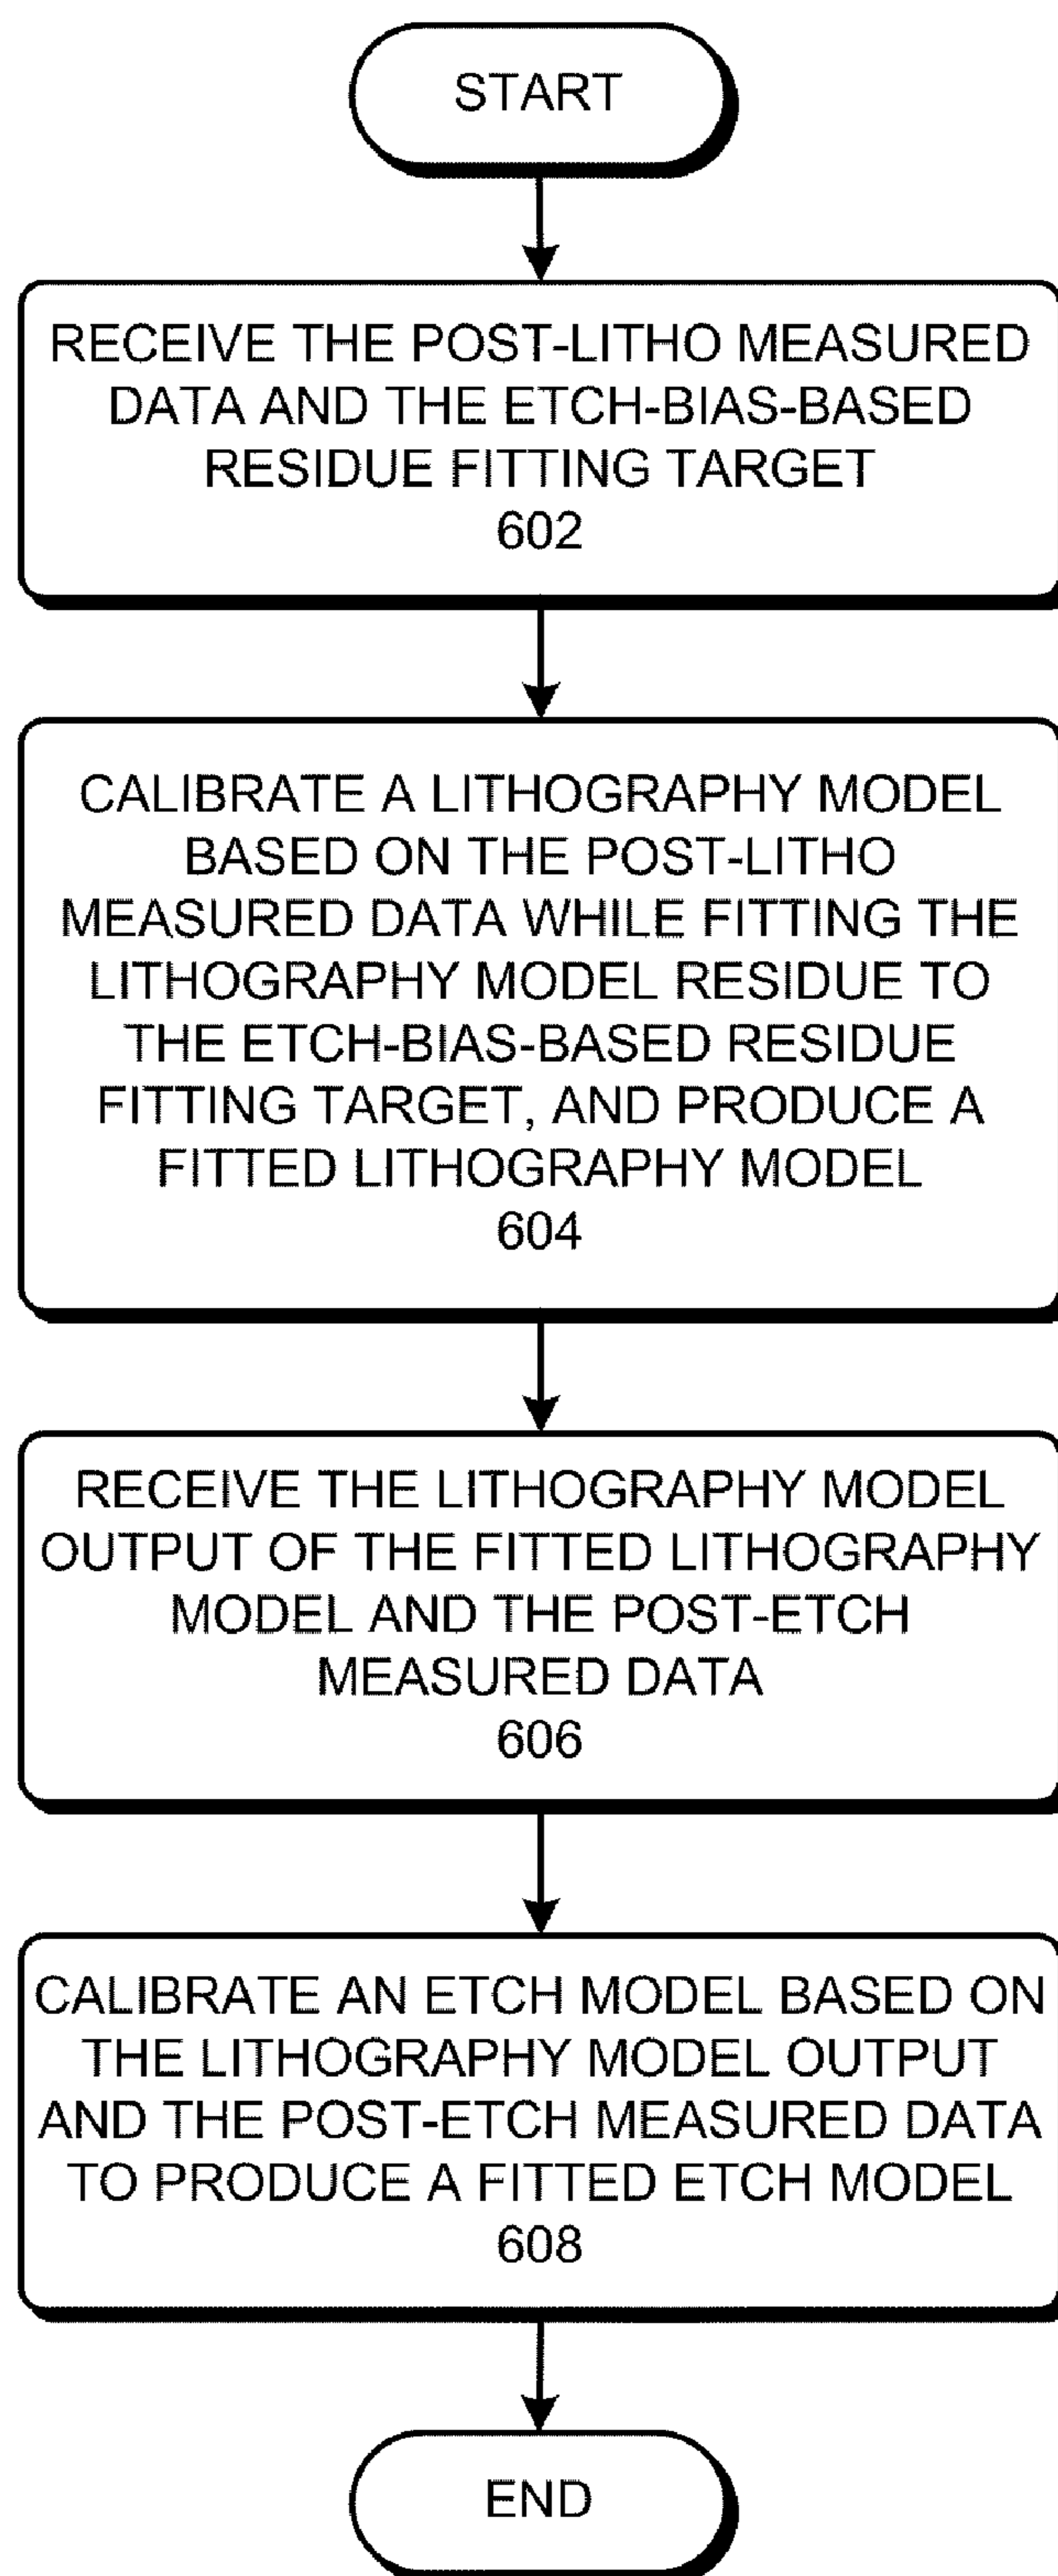 START
RECEIVE THE POST-LITHO MEASURED
DATA AND THE ETCH-BIAS-BASED
RESIDUE FITTING TARGET
602
CALIBRATE A LITHOGRAPHY MODEL
BASED ON THE POST-LITHO
MEASURED DATA WHILE FITTING THE
LITHOGRAPHY MODEL RESIDUE TO
THE ETCH-BIAS-BASED RESIDUE
FITTING TARGET, AND PRODUCE A
FITTED LITHOGRAPHY MODEL
604
RECEIVE THE LITHOGRAPHY MODEL
OUTPUT OF THE FITTED LITHOGRAPHY
MODEL AND THE POST-ETCH
MEASURED DATA
606
CALIBRATE AN ETCH MODEL BASED ON
THE LITHOGRAPHY MODEL OUTPUT
AND THE POST-ETCH MEASURED DATA
TO PRODUCE A FITTED ETCH MODEL
608
END